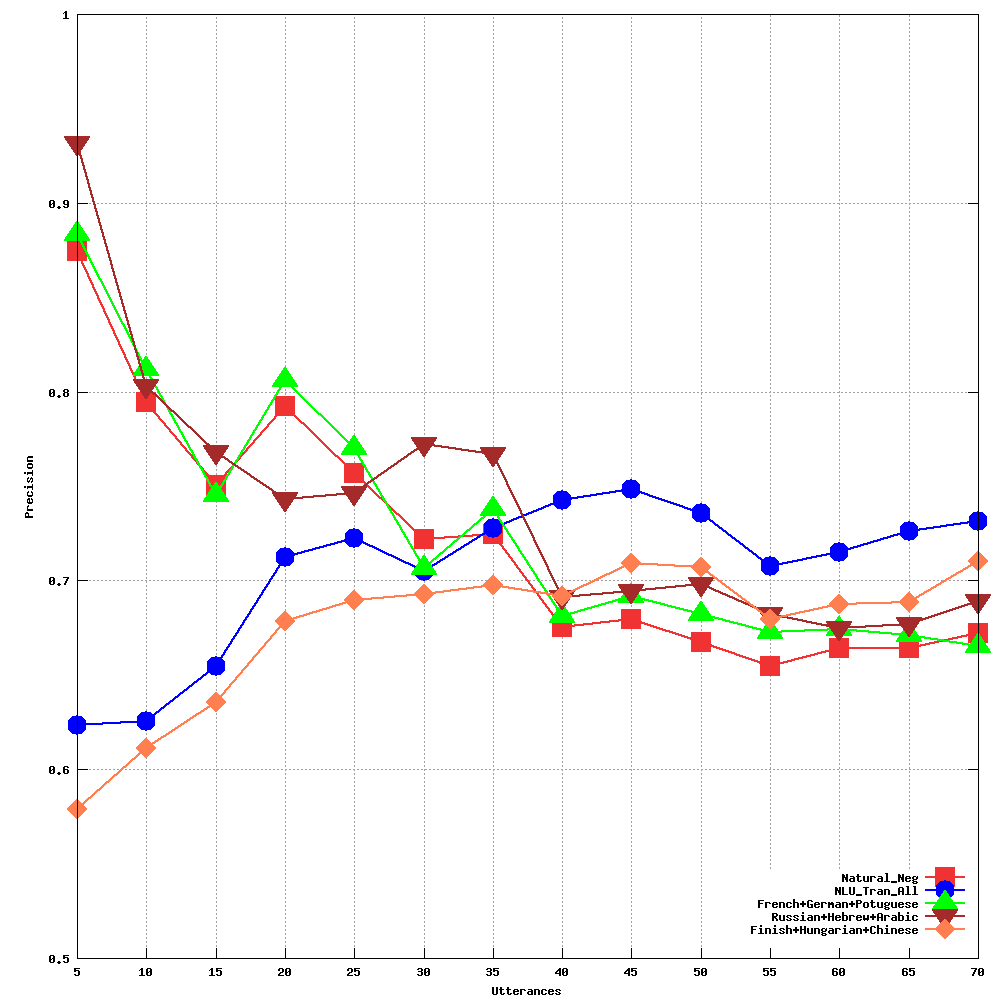 1
0.9
0.8
0.7
0.6
0.5
Precision
5 10 15 20 25 30 35 40 45 50 55 60 65 70
Utterances
Natural_Neg
NLU_Tran_All
French+German+Potuguese
Russian+Hebrew+Arabic
Finish+Hungarian+Chinese